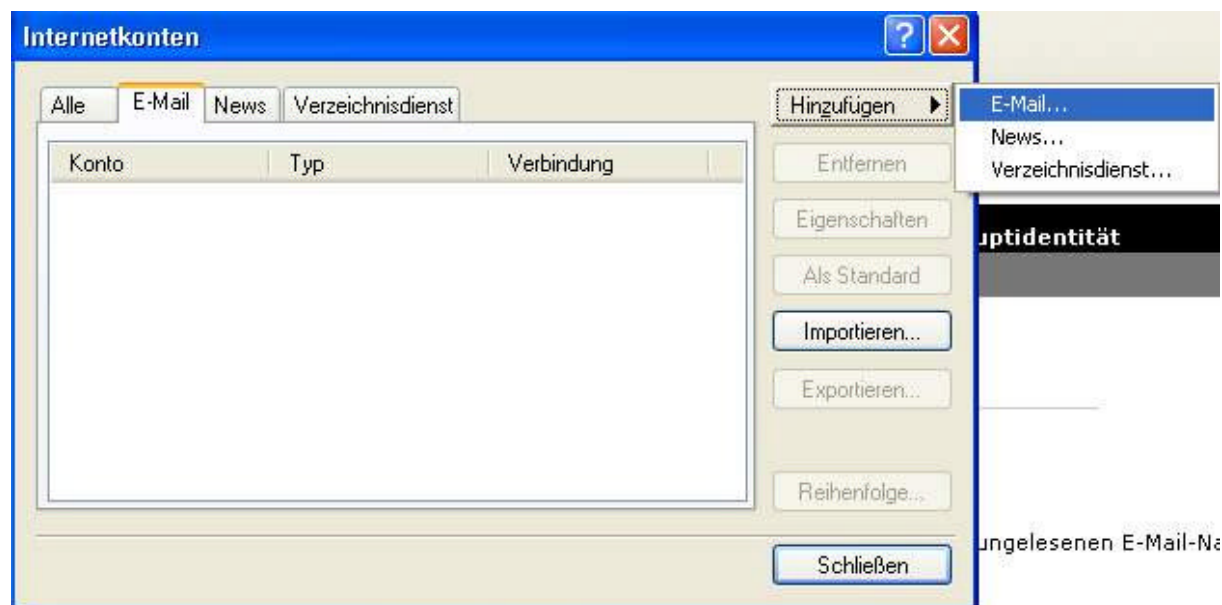 Internetkonten
Alle E-Mail News Verzeichnisdienst
Konto Typ Verbindung
Hinzufügen
Entfernen
Eigenschaften
Als Standard
Importieren...
Exportieren...
Reihenfolge...
Schließen
E-Mail...
News...
Verzeichnisdienst...
uptidentität
ungelesenen E-Mail-Na